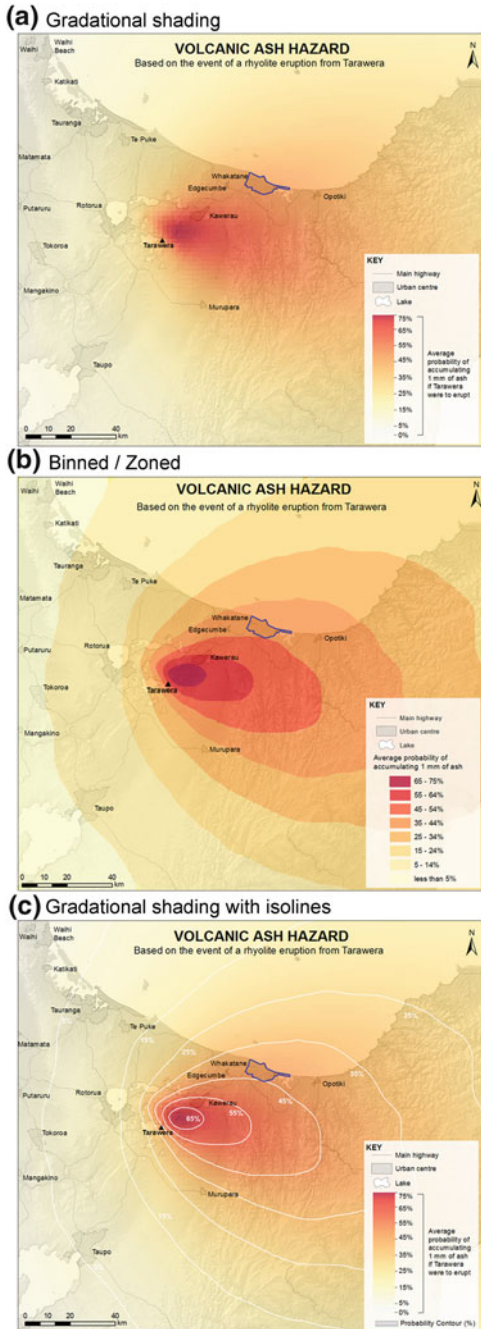 (a) Gradational shading
VOLCANIC ASH HAZARD
Based on the event of a rhyolite eruption from Tarawera
N
Waihi
Waihi
Beach
Katikati
Tauranga
Te Puke
Matamata
Whakatane
Edgecumbe
Opotiki
Putaruru
Rotorua
Kawerau
Tokoroa
Tarawera
Mangakino
Murupara
Taupo
0 10 20 40
km
KEY
Main highway
Urban centre
Lake
75%
65%
55%
45%
35%
25%
15%
5%
0%
Average
probability of
accumulating
1 mm of ash
if Tarawera
were to erupt
(b) Binned / Zoned
VOLCANIC ASH HAZARD
Based on the event of a rhyolite eruption from Tarawera
N
Waihi
Waihi
Beach
Katikati
Tauranga
Te Puke
Matamata
Whakatane
Edgecumbe
Opotiki
Putaruru
Rotorua
Kawerau
Tokoroa
Tarawera
Mangakino
Murupara
Taupo
0 10 20 40
km
KEY
Main highway
Urban centre
Lake
Average probability of
accumulating 1 mm of ash
65 - 75%
55 - 64%
45 - 54%
35 - 44%
25 - 34%
15 - 24%
5 - 14%
less than 5%
(c) Gradational shading with isolines
VOLCANIC ASH HAZARD
Based on the event of a rhyolite eruption from Tarawera
N
Waihi
Waihi
Beach
Katikati
Tauranga
Te Puke
Matamata
Whakatane
Edgecumbe
Opotiki
Putaruru
Rotorua
Kawerau
Tokoroa
Tarawera
Mangakino
Murupara
Taupo
15%
25%
25%
35%
45%
55%
65%
15%
0 10 20 40
km
KEY
Main highway
Urban centre
Lake
75%
65%
55%
45%
35%
25%
15%
5%
0%
Average
probability of
accumulating
1 mm of ash
if Tarawera
were to erupt
Probability Contour (%)